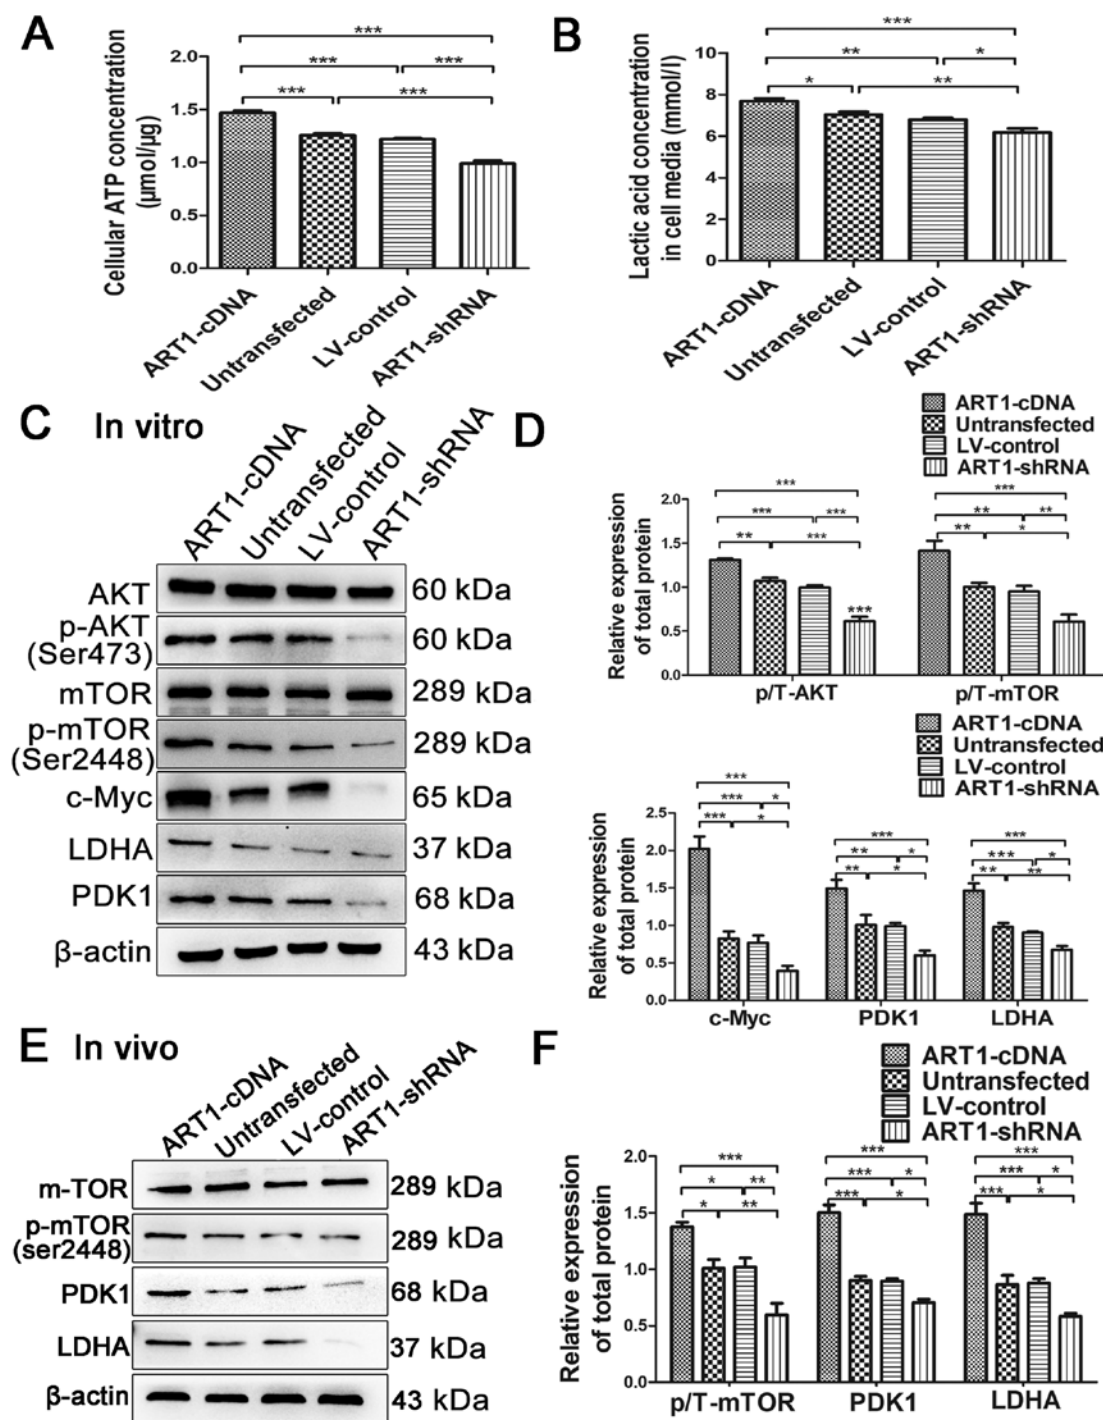 A
***
***
***
***
***
2.0
1.5
1.0
0.5
0.0
Cellular ATP concentration
(µmol/µg)
ART1-cDNA
Untransfected
LV-control
ART1-shRNA
B
***
**
*
*
**
10
8
6
4
2
0
Lactic acid concentration
in cell media (mmol/l)
ART1-cDNA
Untransfected
LV-control
ART1-shRNA
C In vitro
ART1-cDNA
Untransfected
LV-control
ART1-shRNA
AKT 60 kDa
p-AKT
(Ser473) 60 kDa
mTOR 289 kDa
p-mTOR
(Ser2448) 289 kDa
c-Myc 65 kDa
LDHA 37 kDa
PDK1 68 kDa
β-actin 43 kDa
D
ART1-cDNA
Untransfected
LV-control
ART1-shRNA
Relative expression
of total protein
1.5
1.0
0.5
0.0
***
***
***
**
***
***
***
**
**
**
*
p/T-AKT
p/T-mTOR
ART1-cDNA
Untransfected
LV-control
ART1-shRNA
Relative expression
of total protein
2.5
2.0
1.5
1.0
0.5
0.0
***
***
*
***
*
***
**
*
**
*
***
***
*
**
**
c-Myc
PDK1
LDHA
E In vivo
ART1-cDNA
Untransfected
LV-control
ART1-shRNA
m-TOR 289 kDa
p-mTOR
(ser2448) 289 kDa
PDK1 68 kDa
LDHA 37 kDa
β-actin 43 kDa
F
ART1-cDNA
Untransfected
LV-control
ART1-shRNA
Relative expression
of total protein
2.0
1.5
1.0
0.5
0.0
***
*
**
*
**
***
***
*
***
*
***
***
*
***
*
p/T-mTOR
PDK1
LDHA